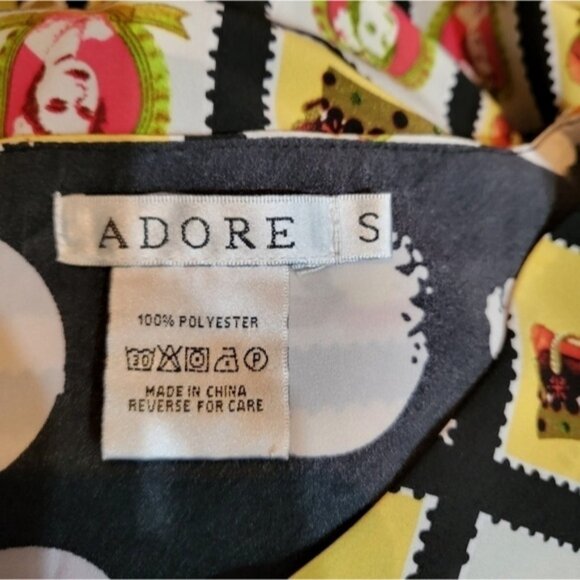 ADORE S
100% POLYESTER
MADE IN CHINA
REVERSE FOR CARE